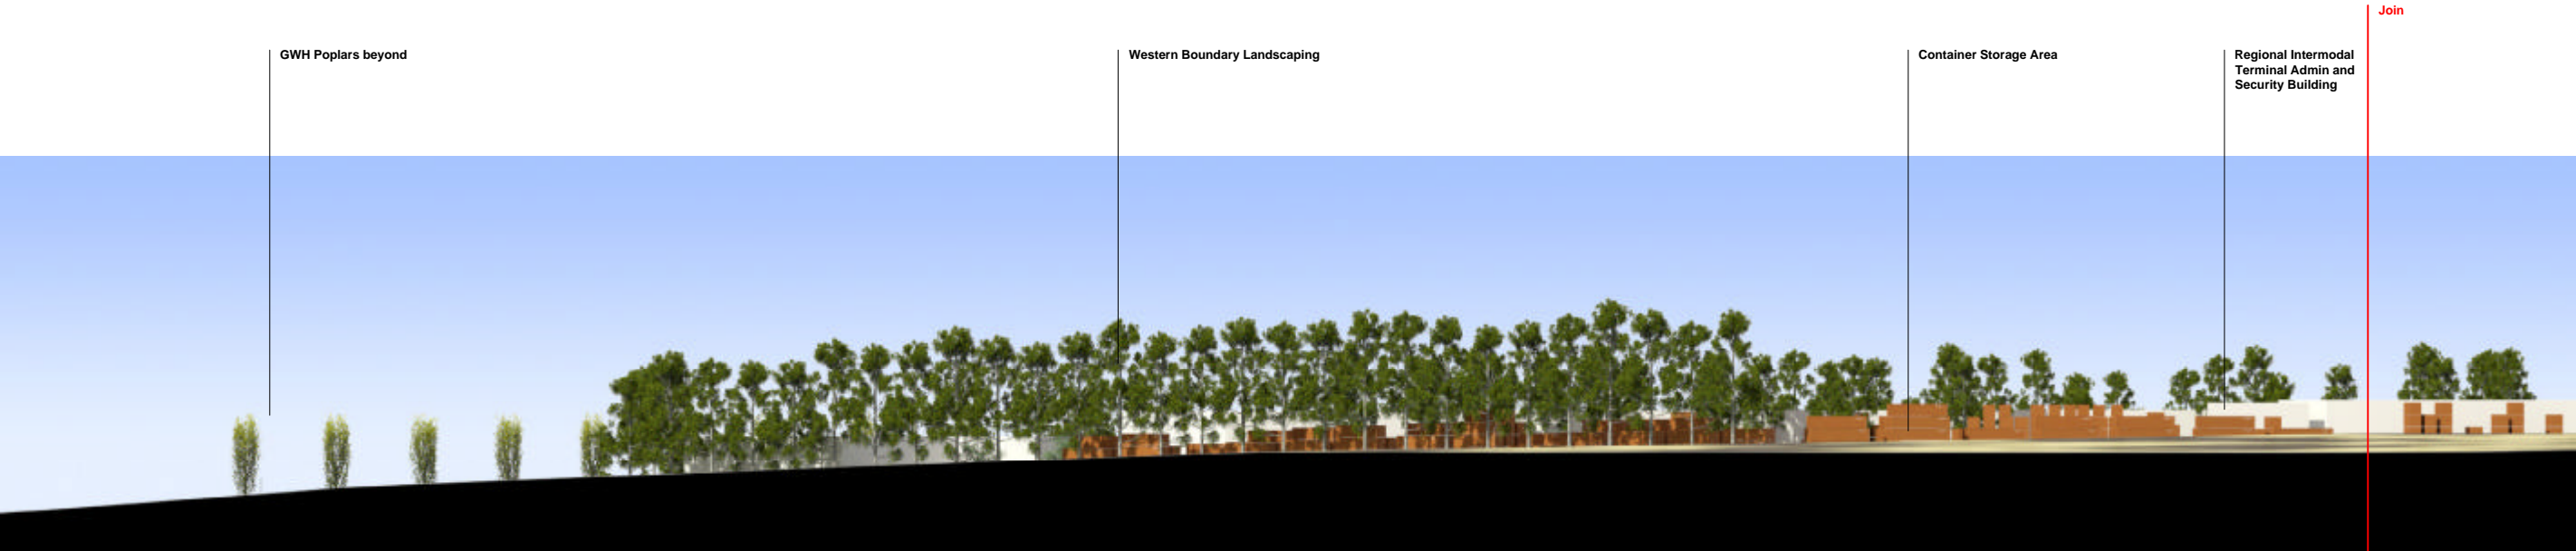 Join
GWH Poplars beyond
Western Boundary Landscaping
Container Storage Area
Regional Intermodal
Terminal Admin and
Security Building